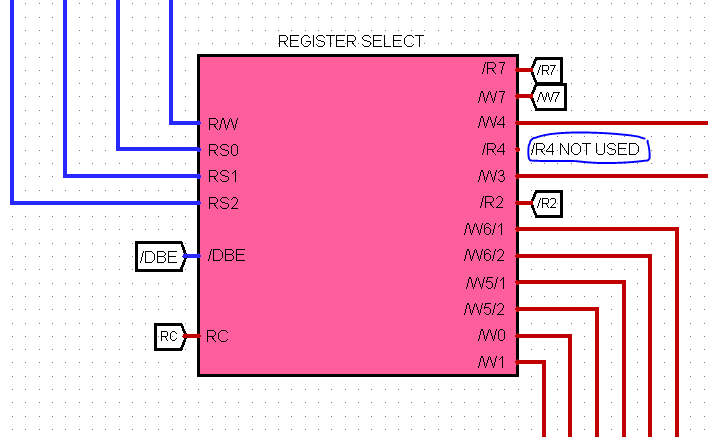 REGISTER SELECT
/R7
/R7
/W7
/W7
R/W
/W4
RS0
/R4
/R4 NOT USED
RS1
/W3
RS2
/R2
/R2
/W6/1
/DBE
/DBE
/W6/2
/W5/1
/W5/2
RC
RC
/W0
/W1